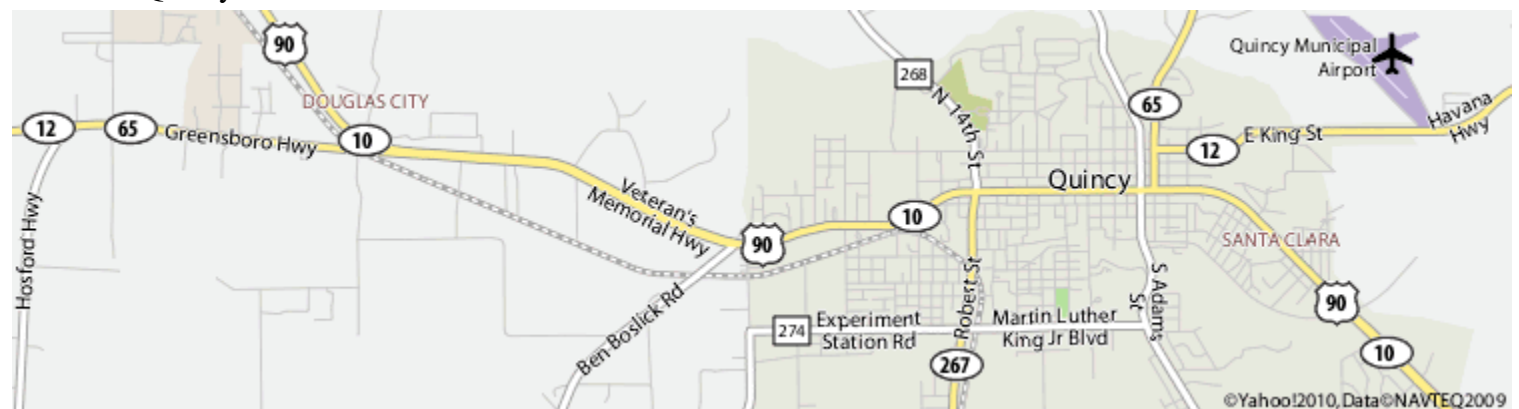 90
Quincy Municipal
Airport
268
DOUGLAS CITY
65
Havana
Hwy
12
65
Greensboro Hwy
10
N 14th St
12
E King St
Quincy
Veteran's
Memorial Hwy
10
90
SANTA CLARA
Hosford Hwy
Robert St
S Adams
St
90
Ben Boslick Rd
274
Experiment
Station Rd
Martin Luther
King Jr Blvd
267
10
©Yahoo!2010,Data©NAVTEQ2009